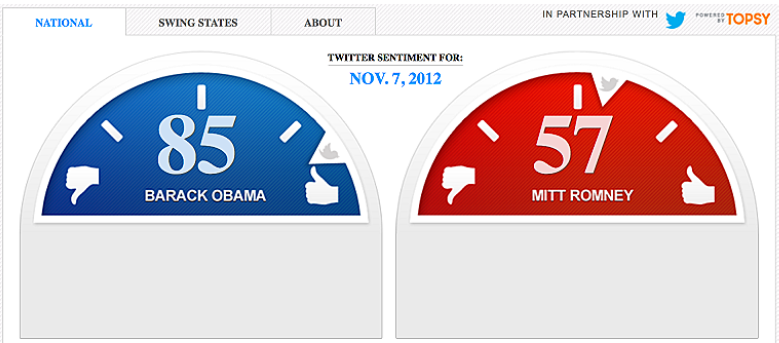 NATIONAL
SWING STATES
ABOUT
IN PARTNERSHIP WITH
POWERED BY TOPSY
TWITTER SENTIMENT FOR:
NOV. 7, 2012
85
BARACK OBAMA
57
MITT ROMNEY